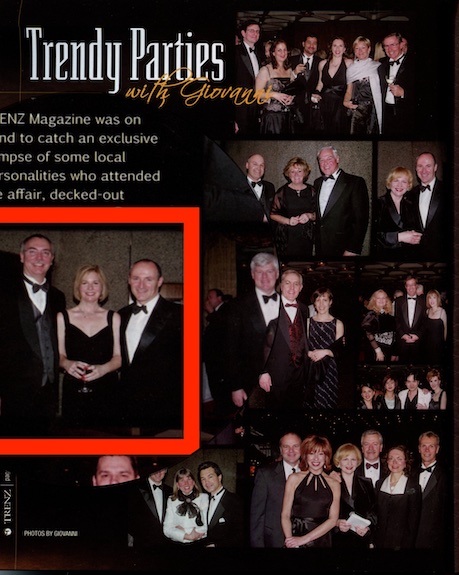 Trendy Parties
with Giovanni
ENZ Magazine was on
nd to catch an exclusive
mpse of some local
rsonalities who attended
e affair, decked-out
TRENZ
PHOTOS BY GIOVANNI